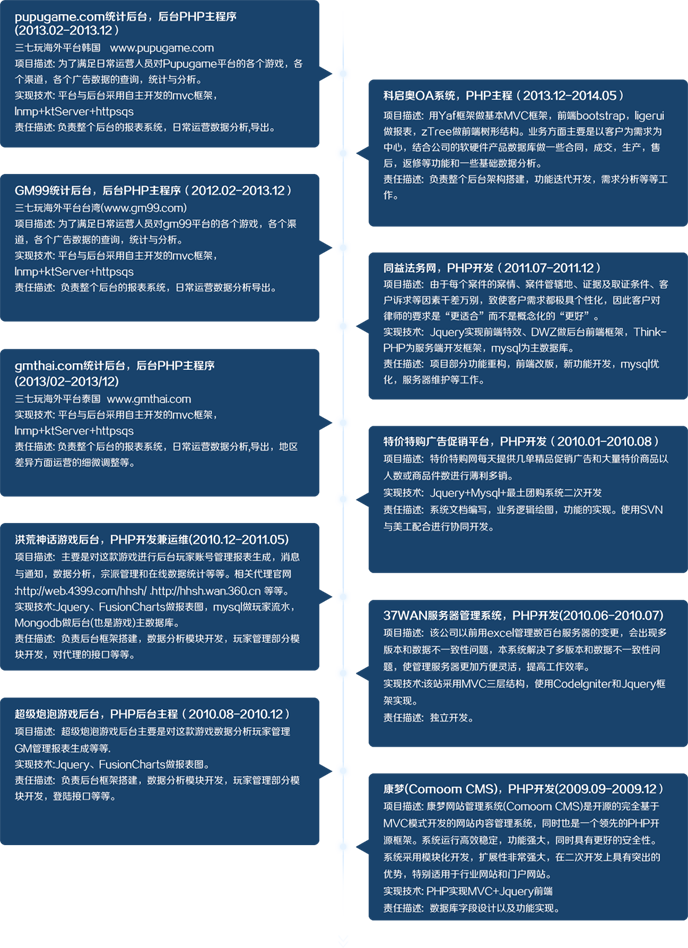 pupugame.com统计后台，后台PHP主程序
(2013.02-2013.12）
三七玩海外平台韩国 www.pupugame.com
项目描述: 为了满足日常运营人员对Pupugame平台的各个游戏，各
个渠道，各个广告数据的查询，统计与分析。
实现技术: 平台与后台采用自主开发的mvc框架，
lnmp+ktServer+httpsqs
责任描述: 负责整个后台的报表系统，日常运营数据分析,导出。
科启奥OA系统，PHP主程（2013.12-2014.05）
项目描述: 用Yaf框架做基本MVC框架，前端bootstrap，ligerui
做报表，zTree做前端树形结构。业务方面主要是以客户为需求为
中心，结合公司的软硬件产品数据库做一些合同，成交，生产，售
后，返修等功能和一些基础数据分析。
责任描述: 负责整个后台架构搭建，功能迭代开发，需求分析等等工
作。
GM99统计后台，后台PHP主程序（2012.02-2013.12）
三七玩海外平台台湾(www.gm99.com)
项目描述: 为了满足日常运营人员对gm99平台的各个游戏，各个渠
道，各个广告数据的查询，统计与分析。
实现技术: 平台与后台采用自主开发的mvc框架，
lnmp+ktServer+httpsqs
责任描述: 负责整个后台的报表系统，日常运营数据分析导出。
同益法务网，PHP开发（2011.07-2011.12）
项目描述: 由于每个案件的案情、案件管辖地、证据及取证条件、客
户诉求等因素千差万别，致使客户需求都极具个性化，因此客户对
律师的要求是“更适合”而不是概念化的“更好”。
实现技术: Jquery实现前端特效、DWZ做后台前端框架，Think-
PHP为服务端开发框架，mysql为主数据库。
责任描述: 项目部分功能重构，前端改版，新功能开发，mysql优
化，服务器维护等工作。
gmthai.com统计后台，后台PHP主程序
(2013/02-2013/12)
三七玩海外平台泰国 www.gmthai.com
实现技术: 平台与后台采用自主开发的mvc框架，
lnmp+ktServer+httpsqs
责任描述: 负责整个后台的报表系统，日常运营数据分析,导出，地区
差异方面运营的细微调整等。
特价特购广告促销平台，PHP开发（2010.01-2010.08）
项目描述: 特价特购网每天提供几单精品促销广告和大量特价商品以
人数或商品件数进行薄利多销。
实现技术: Jquery+Mysql+最土团购系统二次开发
责任描述: 系统文档编写，业务逻辑绘图，功能的实现。使用SVN
与美工配合进行协同开发。
洪荒神话游戏后台，PHP开发兼运维(2010.12-2011.05)
项目描述: 主要是对这款游戏进行后台玩家账号管理报表生成，消息
与通知，数据分析，宗派管理和在线数据统计等等。相关代理官网
:http://web.4399.com/hhsh/ .http://hhsh.wan.360.cn 等等。
实现技术:Jquery、FusionCharts做报表图，mysql做玩家流水，
Mongodb做后台(也是游戏)主数据库。
责任描述: 负责后台框架搭建，数据分析模块开发，玩家管理部分模
块开发，对代理的接口等等。
37WAN服务器管理系统，PHP开发(2010.06-2010.07)
项目描述: 该公司以前用excel管理数百台服务器的变更，会出现多
版本和数据不一致性问题，本系统解决了多版本和数据不一致性问
题，使管理服务器更加方便灵活，提高工作效率。
实现技术:该站采用MVC三层结构，使用CodeIgniter和Jquery框
架实现。
责任描述: 独立开发。
超级炮泡游戏后台，PHP后台主程（2010.08-2010.12）
项目描述: 超级炮泡游戏后台主要是对这款游戏数据分析玩家管理
GM管理报表生成等等.
实现技术:Jquery、FusionCharts做报表图。
责任描述: 负责后台框架搭建，数据分析模块开发，玩家管理部分模
块开发，登陆接口等等。
康梦(Comoom CMS)，PHP开发(2009.09-2009.12）
项目描述: 康梦网站管理系统(Comoom CMS)是开源的完全基于
MVC模式开发的网站内容管理系统，同时也是一个领先的PHP开
源框架。系统运行高效稳定，功能强大，同时具有更好的安全性。
系统采用模块化开发，扩展性非常强大，在二次开发上具有突出的
优势，特别适用于行业网站和门户网站。
实现技术: PHP实现MVC+Jquery前端
责任描述: 数据库字段设计以及功能实现。